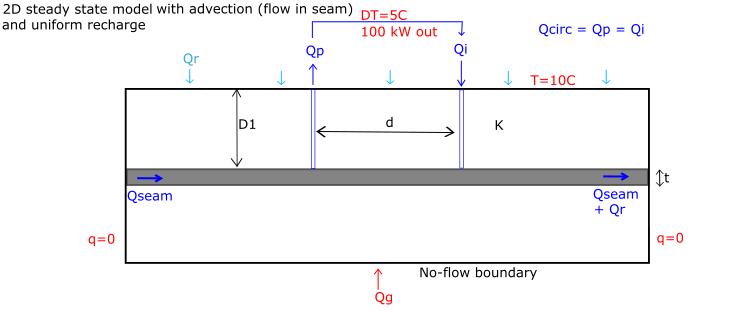 2D steady state model with advection (flow in seam)
and uniform recharge
DT=5C
100 kW out
Qcirc = Qp = Qi
Qr
Qp
Qi
T=10C
D1
d
K
t
Qseam
Qseam
+ Qr
q=0
q=0
No-flow boundary
Qg